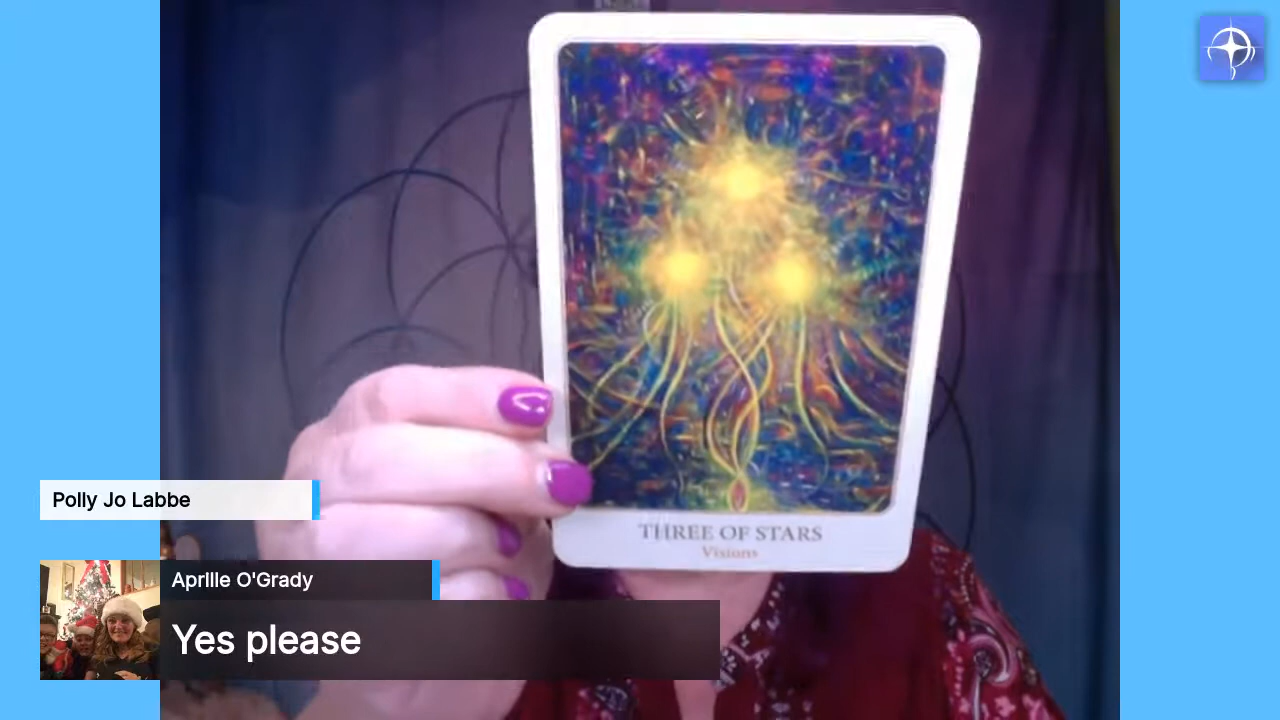 THREE OF STARS
Visions
Polly Jo Labbe
Aprille O'Grady
Yes please